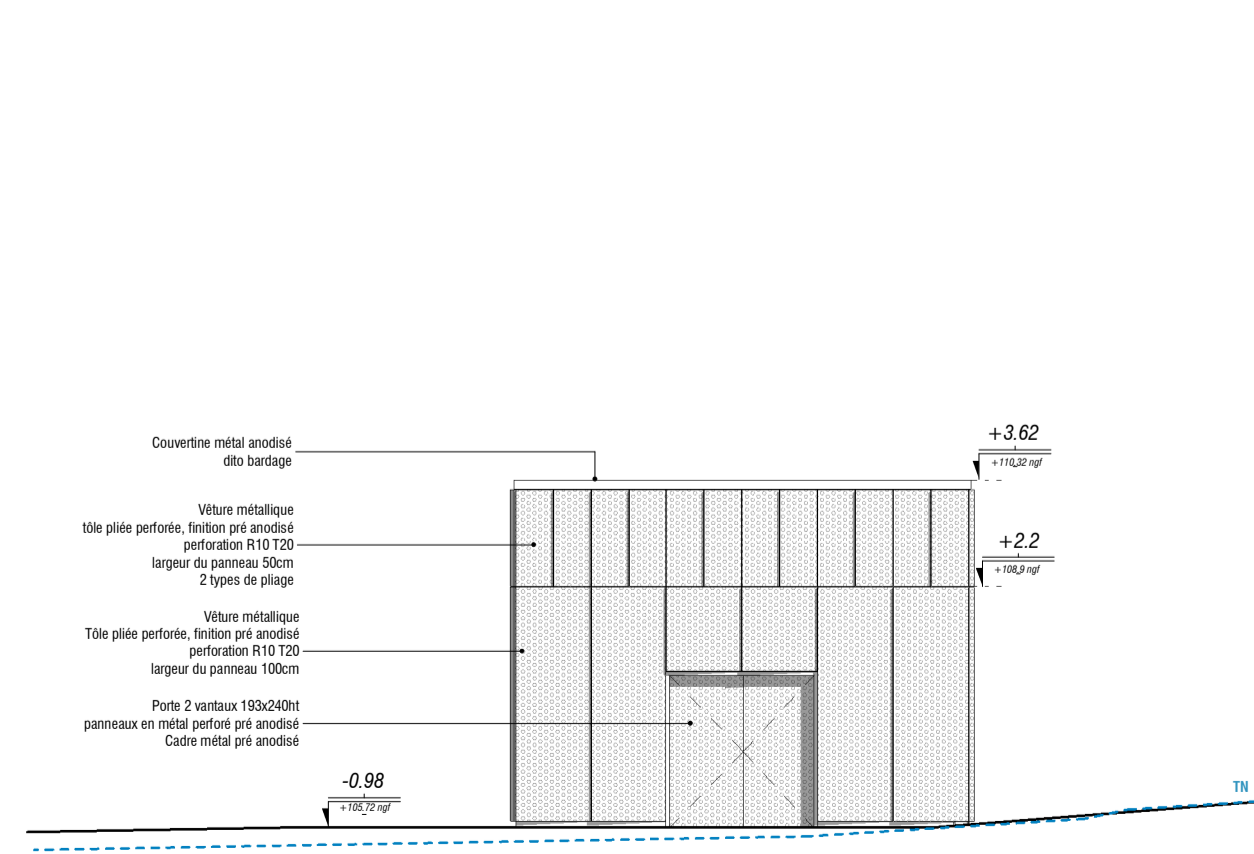 +3.62
+110,32 ngf
Couvertine métal anodisé
dito bardage
Vêture métallique
tôle pliée perforée, finition pré anodisé
perforation R10 T20
largeur du panneau 50cm
2 types de pliage
+2.2
+108,9 ngf
Vêture métallique
Tôle pliée perforée, finition pré anodisé
perforation R10 T20
largeur du panneau 100cm
Porte 2 vantaux 193x240ht
panneaux en métal perforé pré anodisé
Cadre métal pré anodisé
-0.98
+105,72 ngf
TN